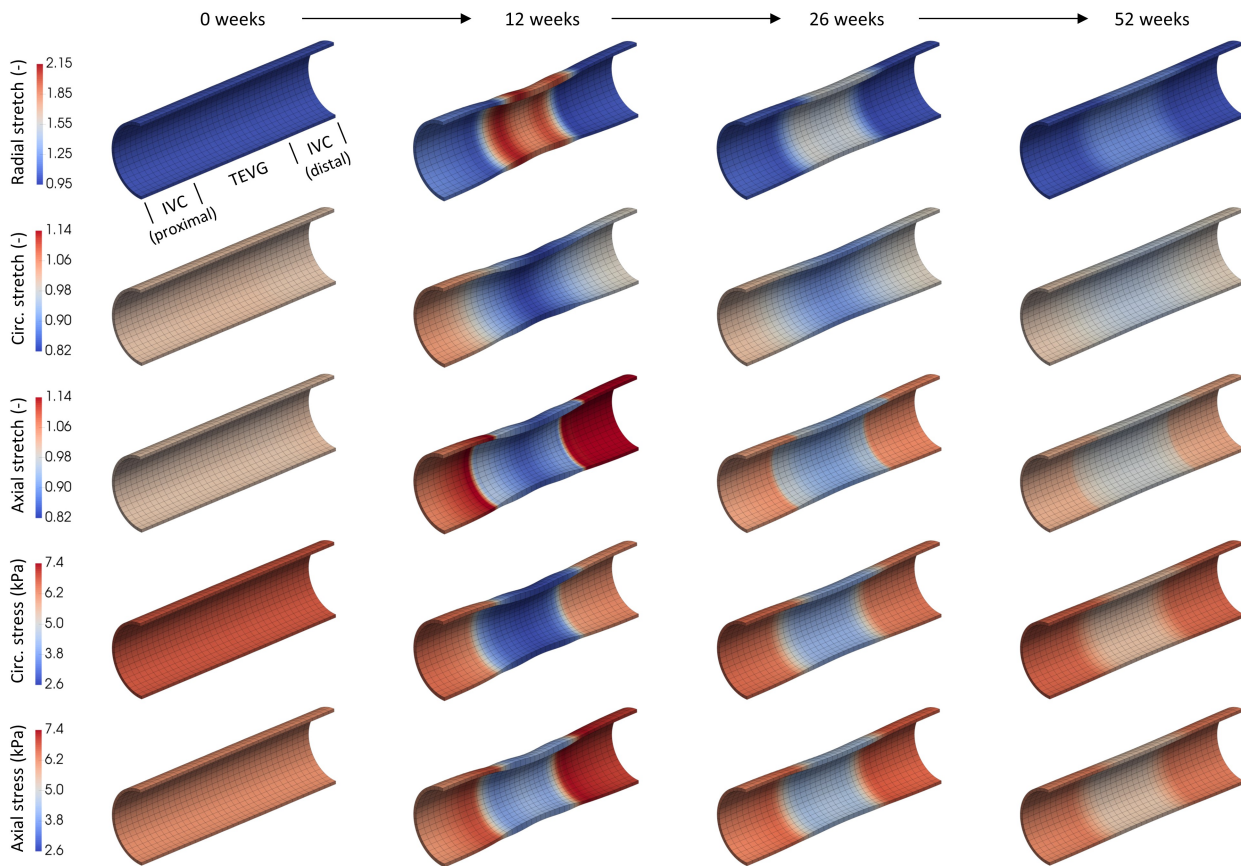 0 weeks
12 weeks
26 weeks
52 weeks
Radial stretch (-)
2.15
1.85
1.55
1.25
0.95
IVC
(proximal)
TEVG
IVC
(distal)
Circ. stretch (-)
1.14
1.06
0.98
0.90
0.82
Axial stretch (-)
1.14
1.06
0.98
0.90
0.82
Circ. stress (kPa)
7.4
6.2
5.0
3.8
2.6
Axial stress (kPa)
7.4
6.2
5.0
3.8
2.6